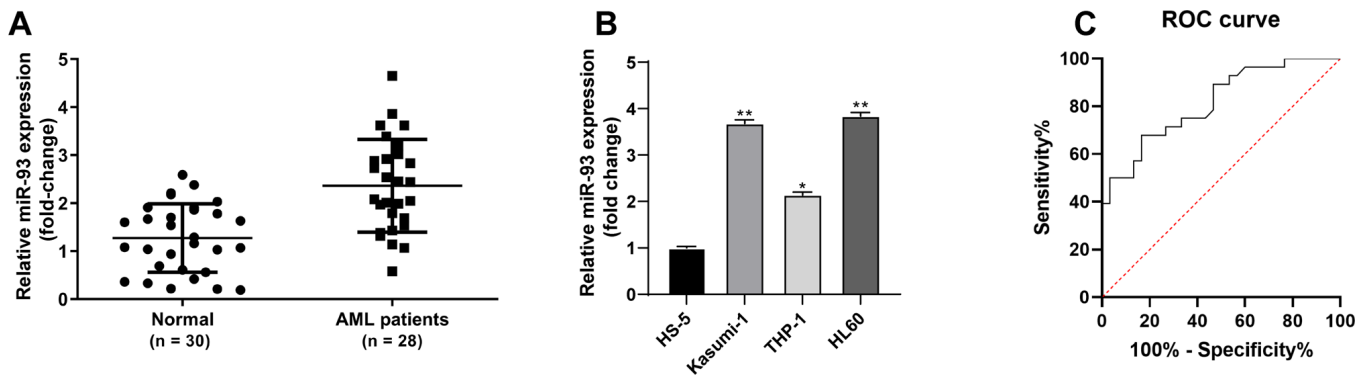 A
Relative miR-93 expression
(fold-change)
5
4
3
2
1
0
Normal
(n = 30)
AML patients
(n = 28)
B
Relative miR-93 expression
(fold change)
5
4
3
2
1
0
**
*
**
HS-5
Kasumi-1
THP-1
HL60
C
ROC curve
Sensitivity%
100
80
60
40
20
0
0 20 40 60 80 100
100% - Specificity%